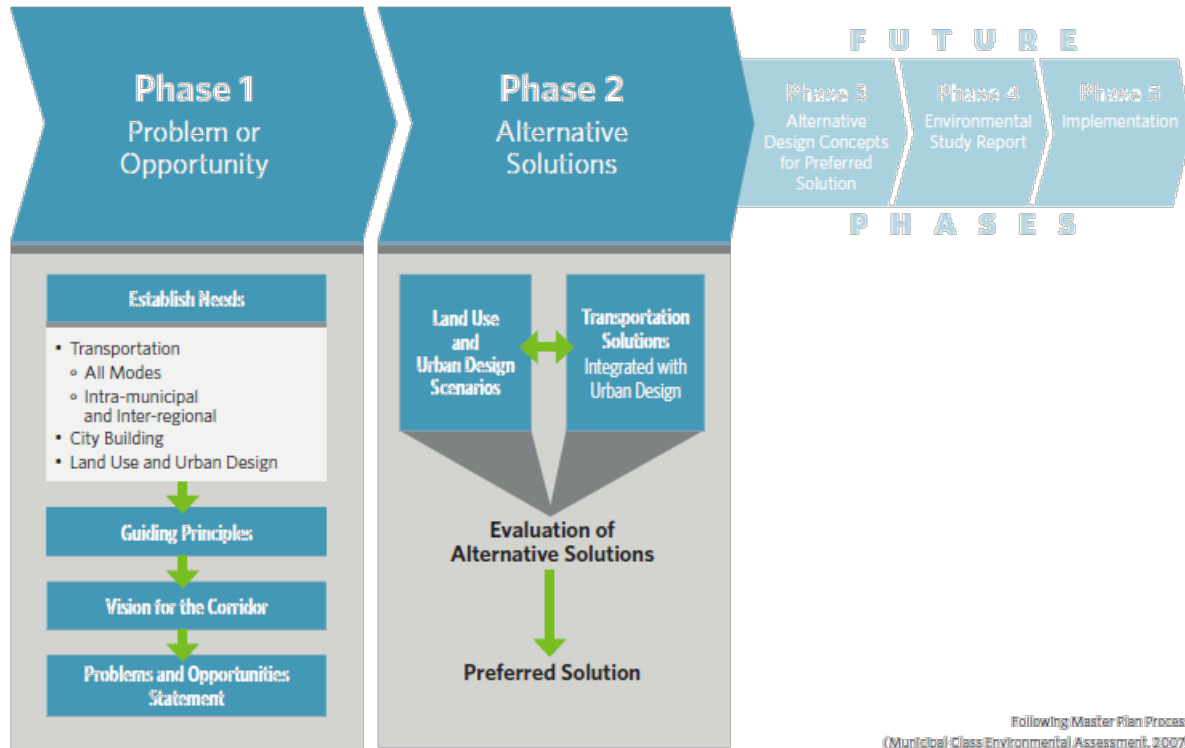 Phase 1
Problem or
Opportunity
Phase 2
Alternative
Solutions
FUTURE
Phase 3
Alternative
Design Concepts
for Preferred
Solution
Phase 4
Environmental
Study Report
Phase 5
Implementation
PHASES
Establish Needs
• Transportation
◦ All Modes
◦ Intra-municipal
and Inter-regional
• City Building
• Land Use and Urban Design
Guiding Principles
Vision for the Corridor
Problems and Opportunities
Statement
Land Use
and
Urban Design
Scenarios
Transportation
Solutions
Integrated with
Urban Design
Evaluation of
Alternative Solutions
Preferred Solution
Following Master Plan Proces
(Municipal Class Environmental Assessment, 2007